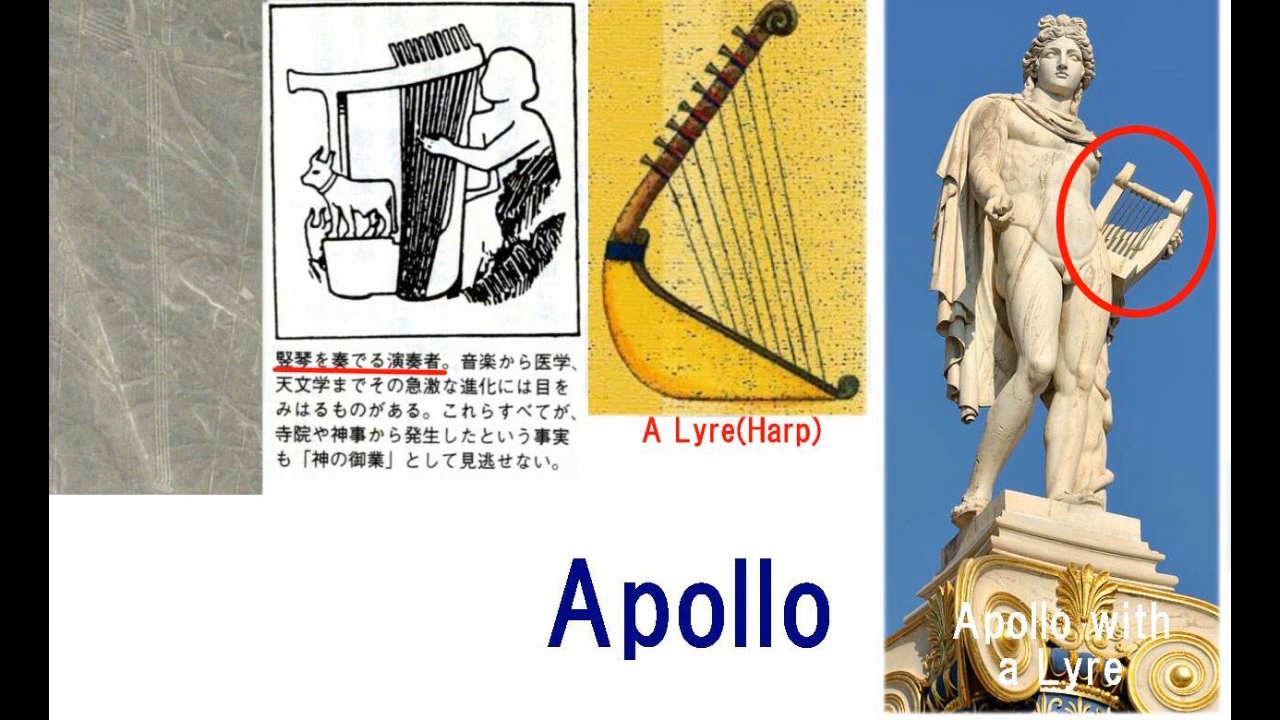 竪琴を奏でる演奏者。音楽から医学、
天文学までその急激な進化には目を
みはるものがある。これらすべてが、
寺院や神事から発生したという事実
も「神の御業」として見逃せない。
A Lyre(Harp)
Apollo
Apollo with
a Lyre